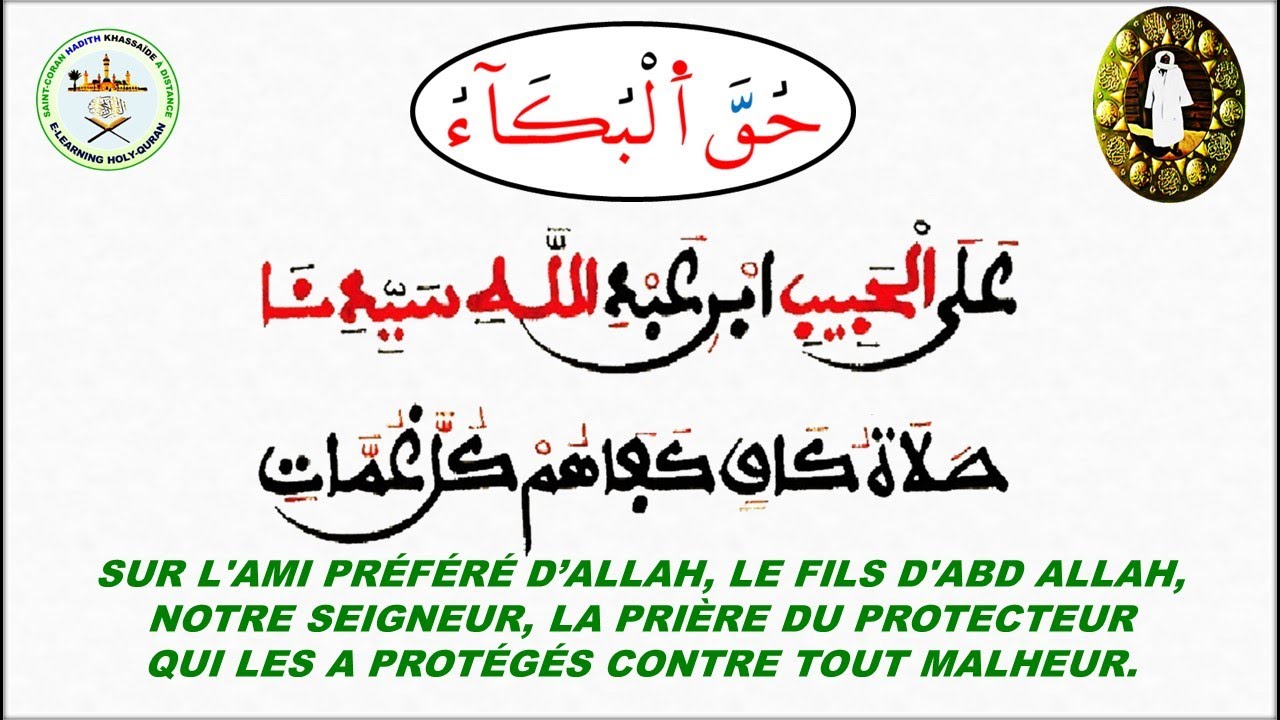 SAINT-CORAN HADITH KHASSAÏDE A DISTANCE
E-LEARNING HOLY-QURAN
حُقَّ أَلْبُكَآءُ
عَلَى الْحَبِيبِ ابْنِ عَبْدِ اللَّهِ سَيِّدِنَا
صَلَاةُ كَافٍ كَفَاهُمْ كُلَّ غُمَّاتِ
SUR L'AMI PRÉFÉRÉ D’ALLAH, LE FILS D'ABD ALLAH,
NOTRE SEIGNEUR, LA PRIÈRE DU PROTECTEUR
QUI LES A PROTÉGÉS CONTRE TOUT MALHEUR.